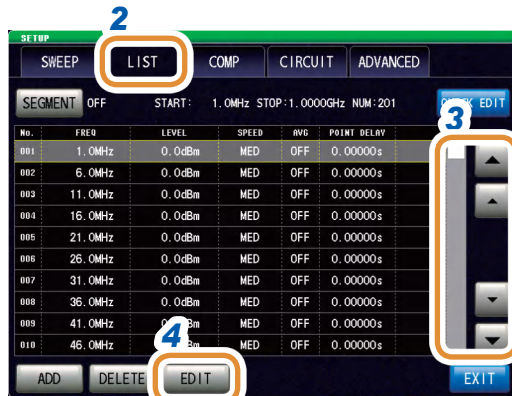 2
SETUP
SWEEP LIST COMP CIRCUIT ADVANCED
SEGMENT OFF START: 1.0MHz STOP:1.0000GHz NUM:201 EDIT
3
No. FREQ LEVEL SPEED AVG POINT DELAY
001 1.0MHz 0.0dBm MED OFF 0.00000s
002 6.0MHz 0.0dBm MED OFF 0.00000s
003 11.0MHz 0.0dBm MED OFF 0.00000s
004 16.0MHz 0.0dBm MED OFF 0.00000s
005 21.0MHz 0.0dBm MED OFF 0.00000s
006 26.0MHz 0.0dBm MED OFF 0.00000s
007 31.0MHz 0.0dBm MED OFF 0.00000s
008 36.0MHz 0.0dBm MED OFF 0.00000s
009 41.0MHz 0.0dBm MED OFF 0.00000s
4
010 46.0MHz MED OFF 0.00000s
ADD DELETE EDIT EXIT